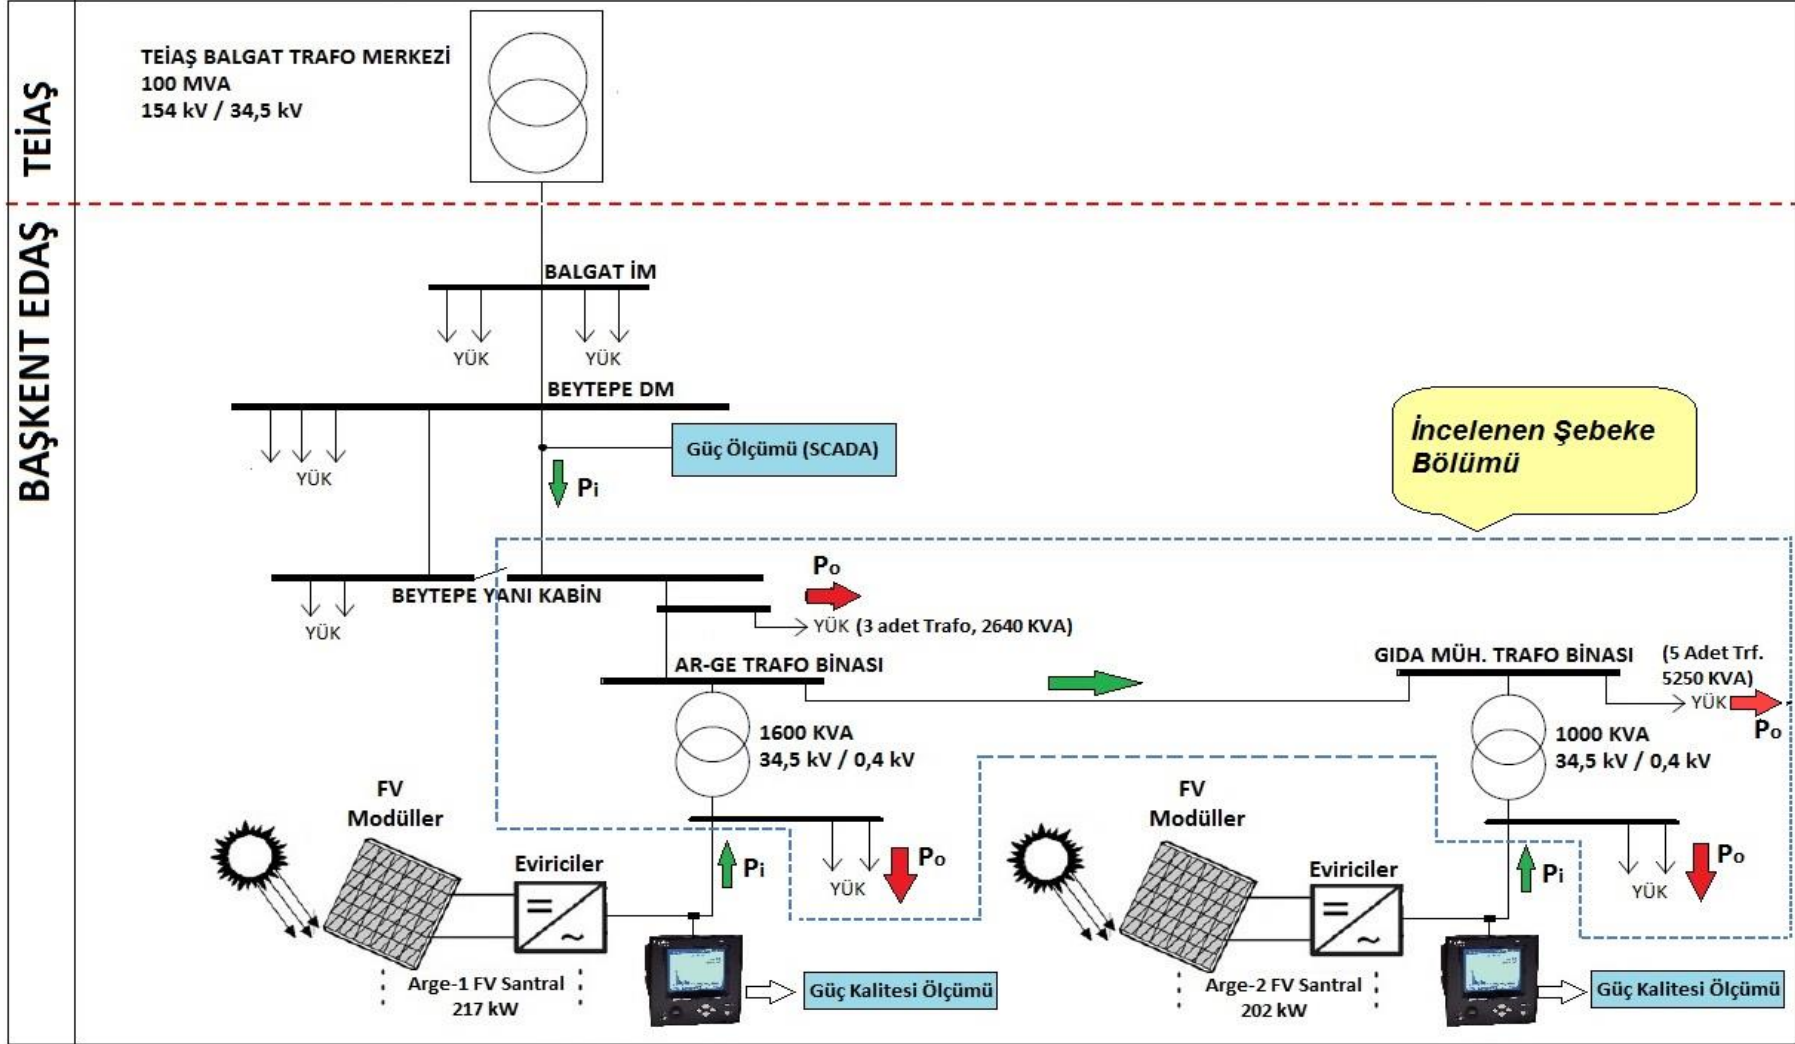 TEİAŞ
TEİAŞ BALGAT TRAFO MERKEZİ
100 MVA
154 kV / 34,5 kV
BAŞKENT EDAŞ
BALGAT İM
YÜK
YÜK
BEYTEPE DM
YÜK
Güç Ölçümü (SCADA)
Pi
İncelenen Şebeke
Bölümü
BEYTEPE YANI KABİN
YÜK
Po
YÜK (3 adet Trafo, 2640 KVA)
AR-GE TRAFO BİNASI
GIDA MÜH. TRAFO BİNASI
(5 Adet Trf.
5250 KVA)
YÜK
Po
1600 KVA
34,5 kV / 0,4 kV
1000 KVA
34,5 kV / 0,4 kV
FV
Modüller
Eviriciler
Pi
YÜK
Po
FV
Modüller
Eviriciler
Pi
YÜK
Po
Arge-1 FV Santral
217 kW
Güç Kalitesi Ölçümü
Arge-2 FV Santral
202 kW
Güç Kalitesi Ölçümü